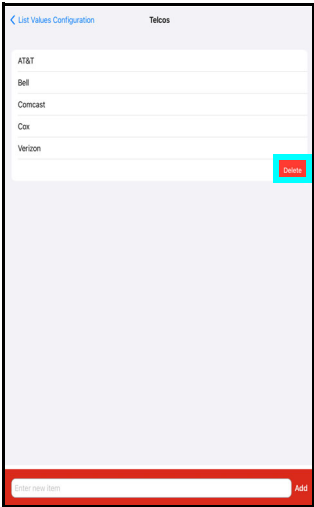 List Values Configuration Telcos
AT&T
Bell
Comcast
Cox
Verizon
Delete
Enter new item Add